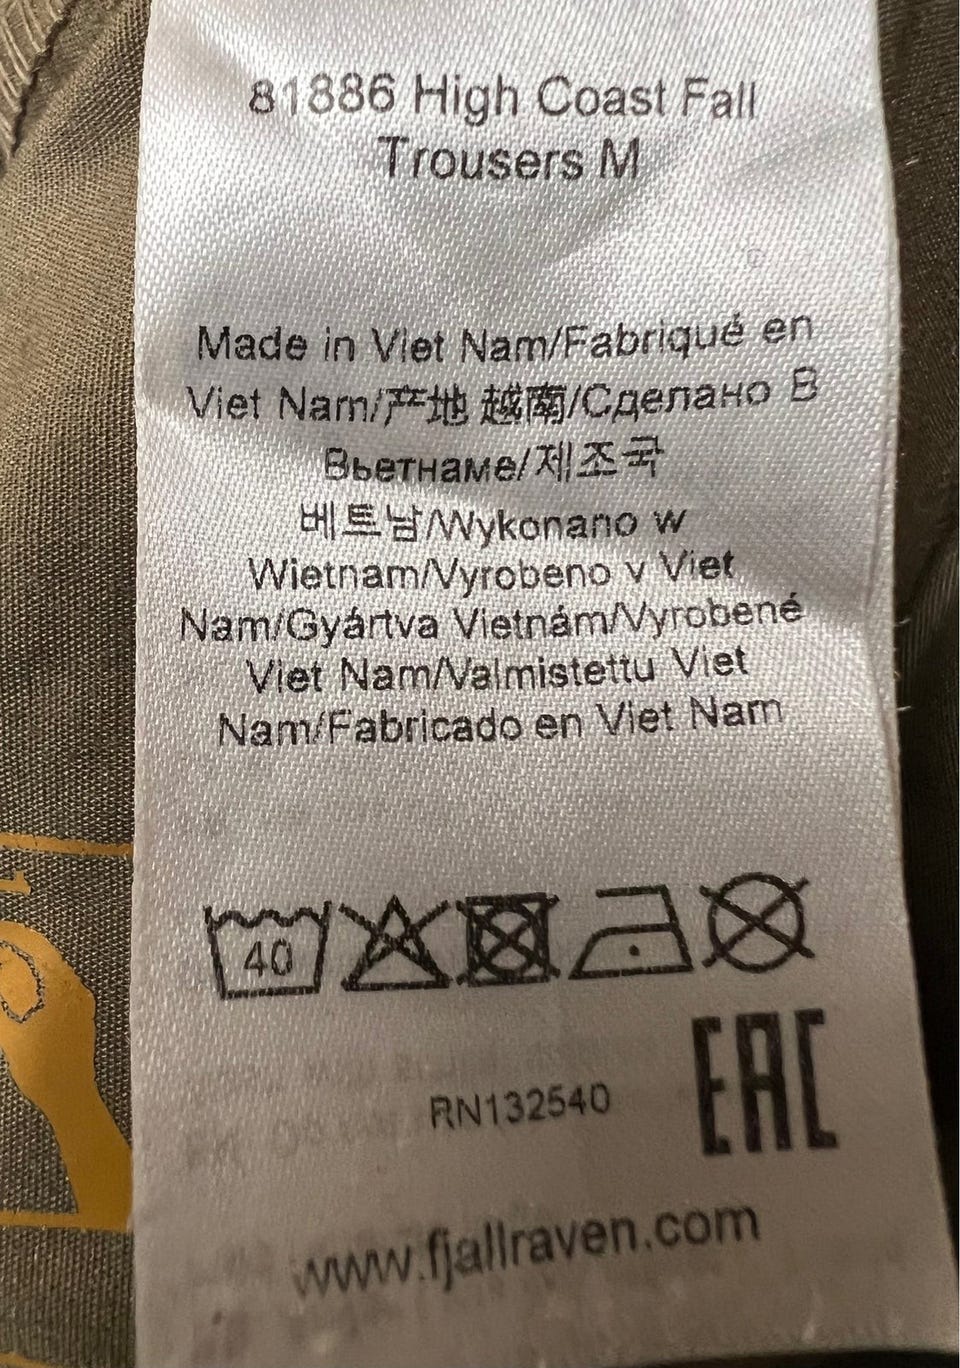 81886 High Coast Fall
Trousers M
Made in Viet Nam/Fabriqué en
Viet Nam/产地 越南/Сделано В
Вьетнаме/제조국
베트남/Wykonano w
Wietnam/Vyrobeno v Viet
Nam/Gyártva Vietnám/Vyrobené
Viet Nam/Valmistettu Viet
Nam/Fabricado en Viet Nam
40
EAC
RN132540
www.fjallraven.com